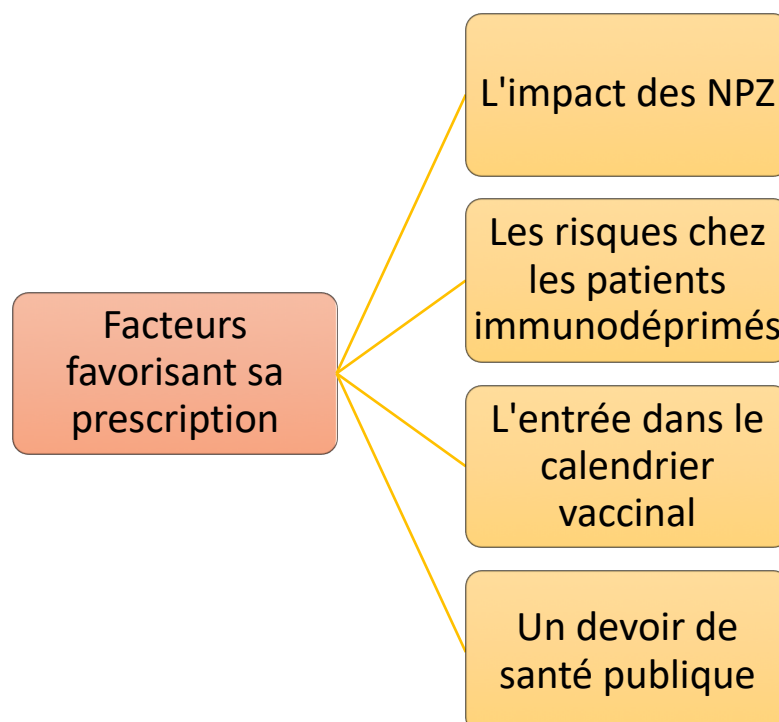 L'impact des NPZ
Les risques chez
les patients
immunodéprimés
Facteurs
favorisant sa
prescription
L'entrée dans le
calendrier
vaccinal
Un devoir de
santé publique